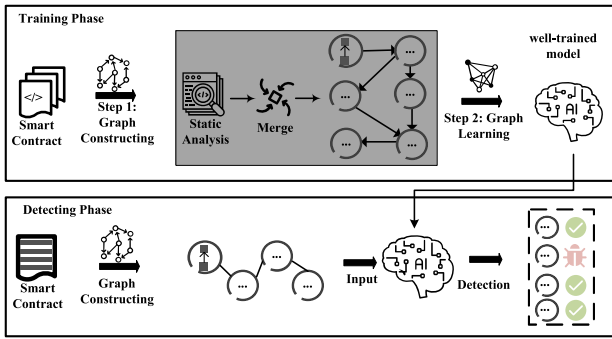 Training Phase
well-trained
model
</>
Smart
Contract
Step 1:
Graph
Constructing
Static
Analysis
Merge
...
...
...
...
...
Step 2: Graph
Learning
AI
Detecting Phase
Smart
Contract
Graph
Constructing
...
...
...
Input
AI
Detection
...
...
...
...